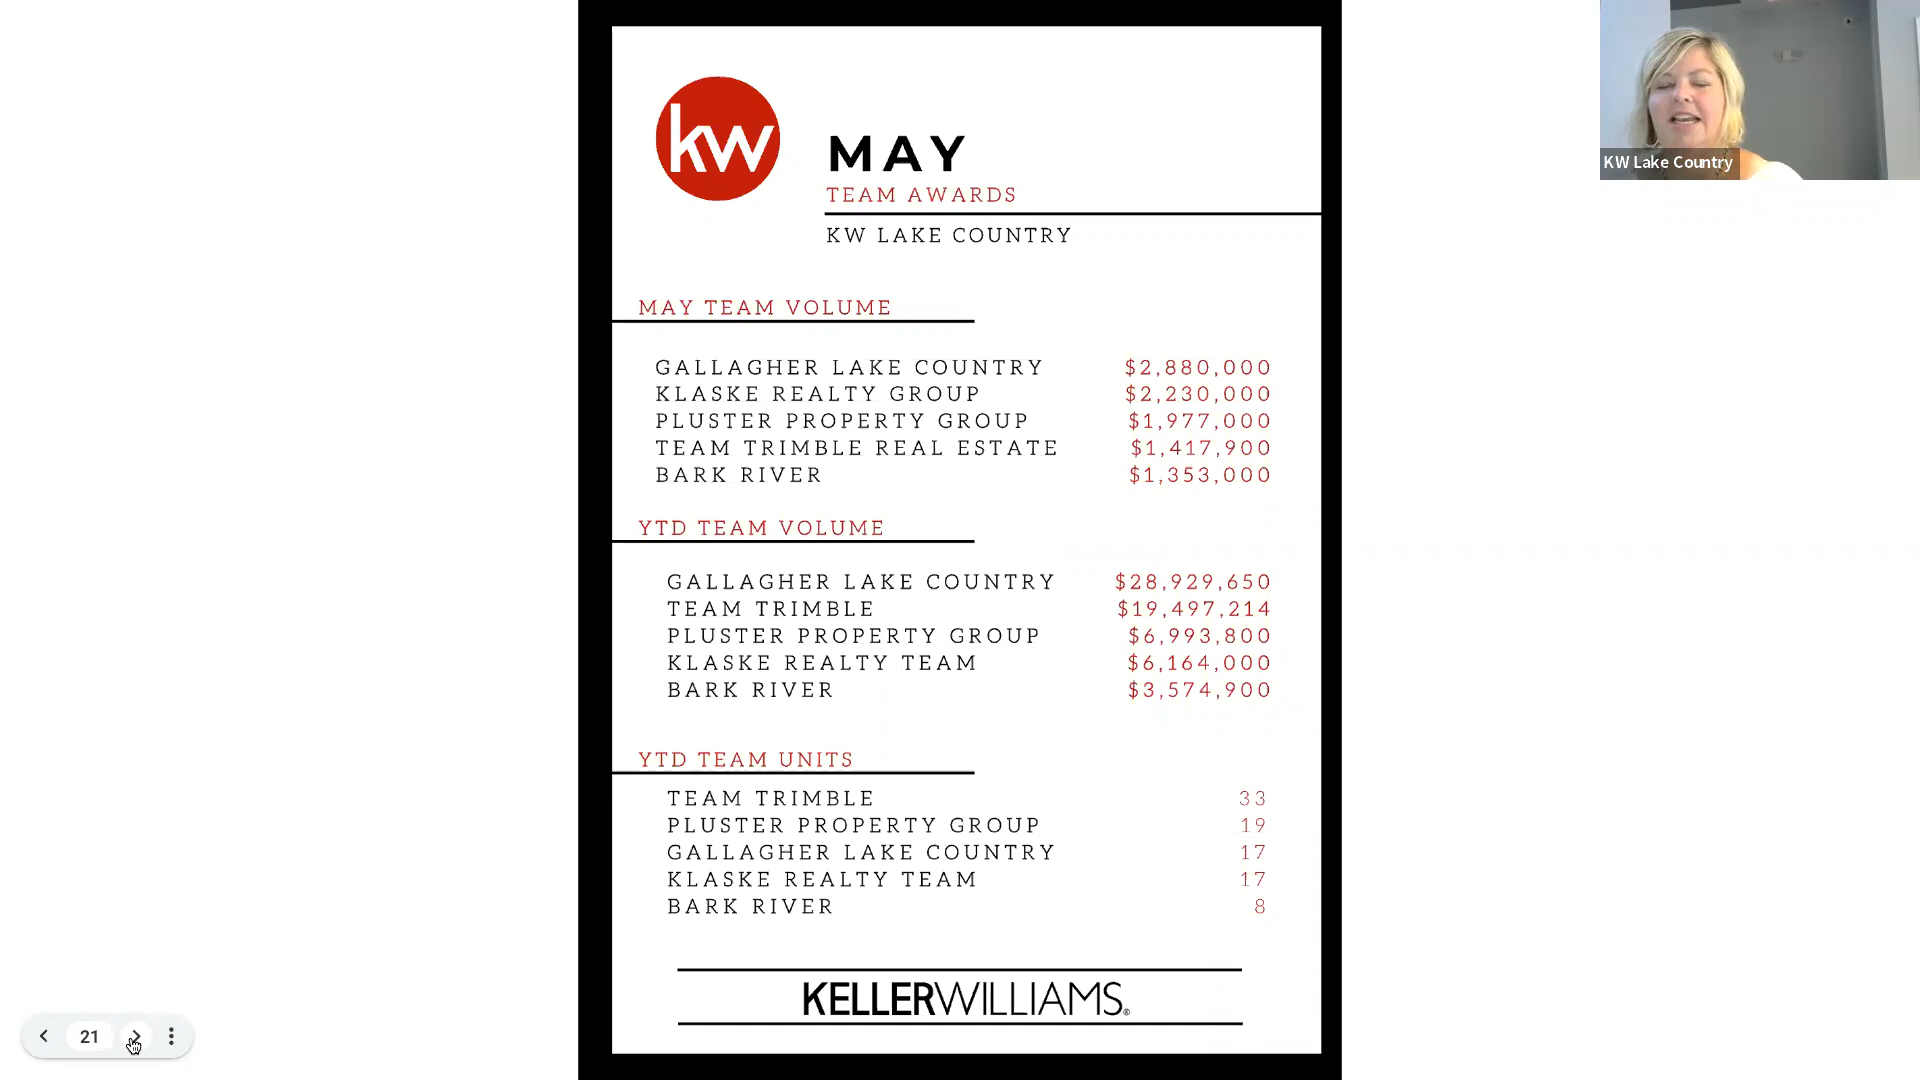 kw
MAY
TEAM AWARDS
KW LAKE COUNTRY
KW Lake Country
MAY TEAM VOLUME
GALLAGHER LAKE COUNTRY $2,880,000
KLASKE REALTY GROUP $2,230,000
PLUSTER PROPERTY GROUP $1,977,000
TEAM TRIMBLE REAL ESTATE $1,417,900
BARK RIVER $1,353,000
YTD TEAM VOLUME
GALLAGHER LAKE COUNTRY $28,929,650
TEAM TRIMBLE $19,497,214
PLUSTER PROPERTY GROUP $6,993,800
KLASKE REALTY TEAM $6,164,000
BARK RIVER $3,574,900
YTD TEAM UNITS
TEAM TRIMBLE 33
PLUSTER PROPERTY GROUP 19
GALLAGHER LAKE COUNTRY 17
KLASKE REALTY TEAM 17
BARK RIVER 8
KELLERWILLIAMS®
21